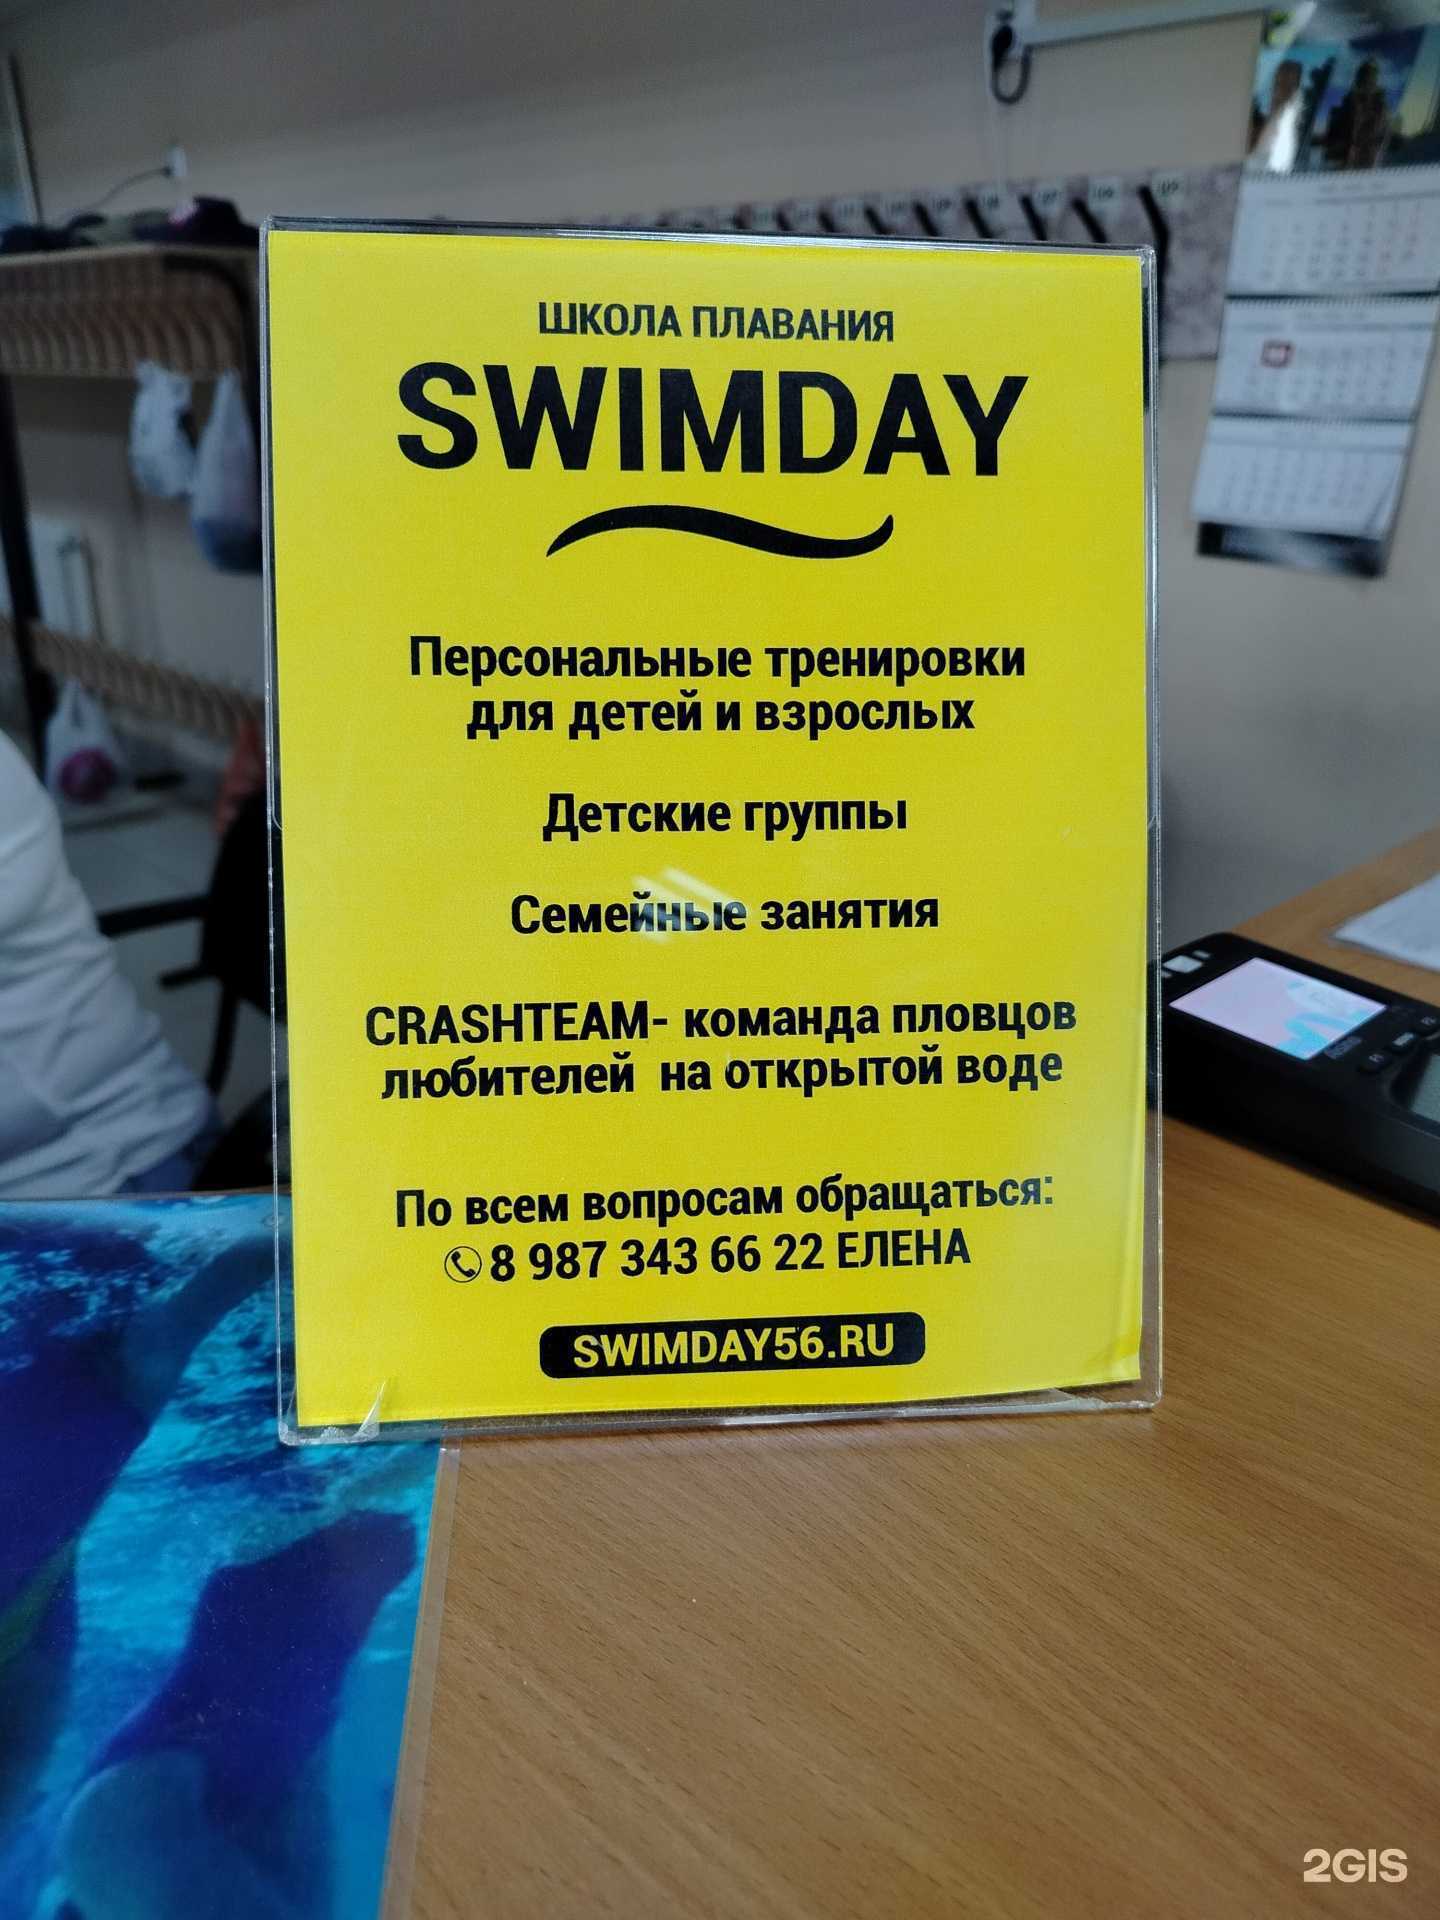 ШКОЛА ПЛАВАНИЯ
SWIMDAY
Персональные тренировки
для детей и взрослых
Детские группы
Семейные занятия
CRASHTEAM- команда пловцов
любителей на открытой воде
По всем вопросам обращаться:
8 987 343 66 22 ЕЛЕНА
SWIMDAY56.RU
2GIS